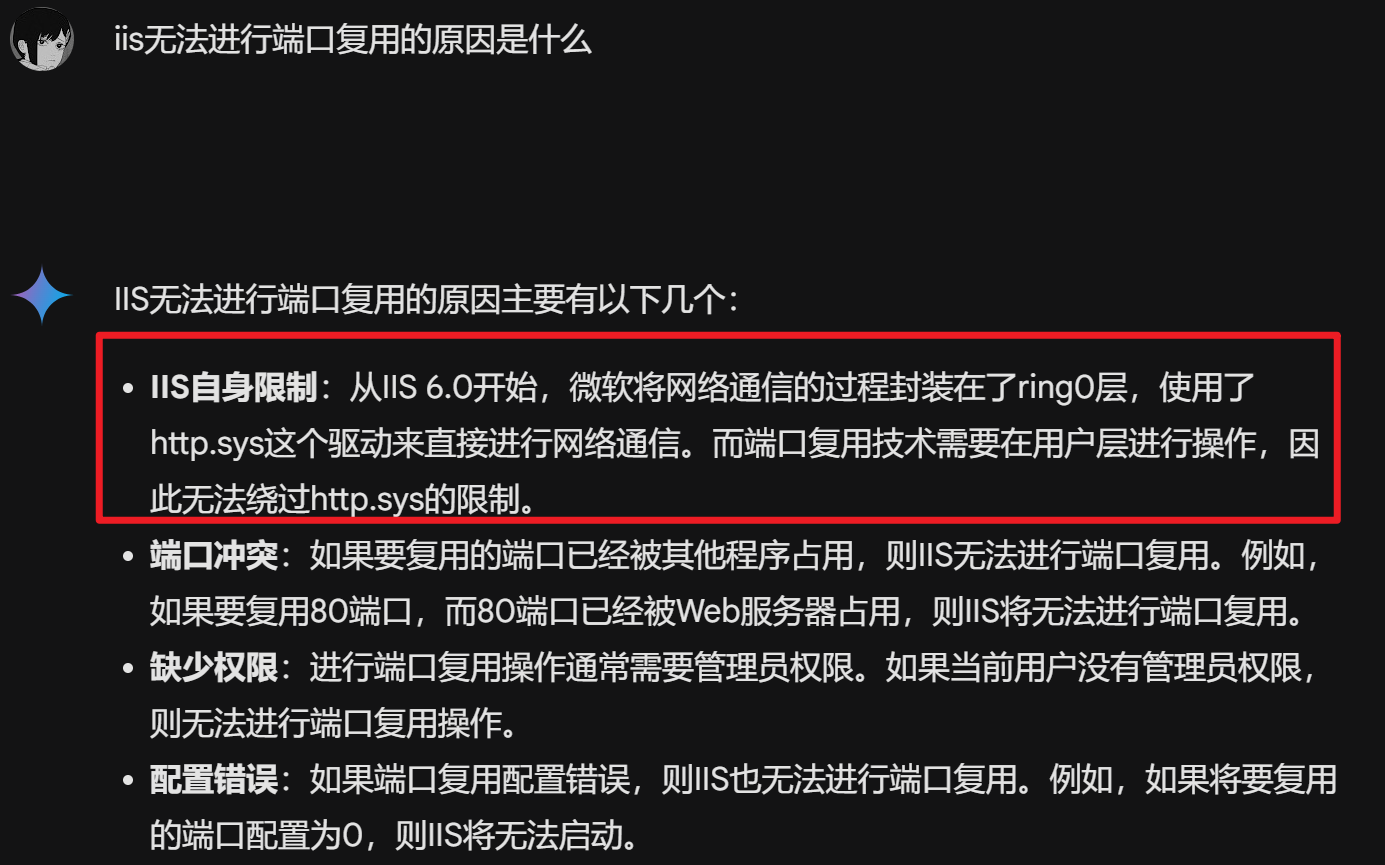 iis无法进行端口复用的原因是什么
IIS无法进行端口复用的原因主要有以下几个：
• IIS自身限制：从IIS 6.0开始，微软将网络通信的过程封装在了ring0层，使用了
http.sys这个驱动来直接进行网络通信。而端口复用技术需要在用户层进行操作，因
此无法绕过http.sys的限制。
• 端口冲突：如果要复用的端口已经被其他程序占用，则IIS无法进行端口复用。例如，
如果要复用80端口，而80端口已经被Web服务器占用，则IIS将无法进行端口复用。
• 缺少权限：进行端口复用操作通常需要管理员权限。如果当前用户没有管理员权限，
则无法进行端口复用操作。
• 配置错误：如果端口复用配置错误，则IIS也无法进行端口复用。例如，如果将要复用
的端口配置为0，则IIS将无法启动。